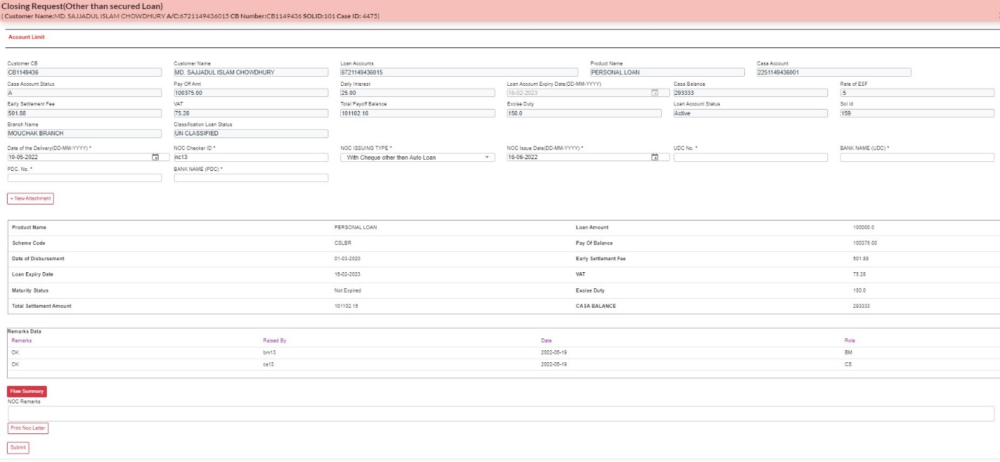 Closing Request(Other than secured Loan)
( Customer Name:MD. SAJJADUL ISLAM CHOWDHURY A/C:6721149436015 CB Number:CB1149436 SOLID:101 Case ID: 4475)
Account Limit
Customer CB Customer Name Loan Accounts Product Name Casa Account
CB1149436 MD. SAJJADUL ISLAM CHOWDHURY 6721149436015 PERSONAL LOAN 2251149436001
Casa Account Status Pay Off Amt Daily Interest Loan Account Expiry Date(DD-MM-YYYY) Casa Balance Rate of ESF
A 100375.00 25.00 16-02-2023 293333 .5
Early Settlement Fee VAT Total Payoff Balance Excise Duty Loan Account Status Sol Id
501.88 75.28 101102.16 150.0 Active 159
Branch Name Classification Loan Status
MOUCHAK BRANCH UN CLASSIFIED
Date of the Delivery(DD-MM-YYYY) * NOC Checker ID * NOC ISSUING TYPE * NOC Issue Date(DD-MM-YYYY) * UDC No. * BANK NAME (UDC) *
10-05-2022 nc13 With Cheque other then Auto Loan 16-06-2022
PDC. No. * BANK NAME (PDC) *
+ New Attachment
Product Name PERSONAL LOAN Loan Amount 100000.0
Scheme Code CSLBR Pay Of Balance 100375.00
Date of Disbursement 01-03-2020 Early Settlement Fee 501.88
Loan Expiry Date 16-02-2023 VAT 75.28
Maturity Status Not Expired Excise Duty 150.0
Total Settlement Amount 101102.16 CASA BALANCE 293333
Remarks Data
Remarks Raised By Date Role
OK bm13 2022-05-19 BM
OK cs13 2022-05-19 CS
Flow Summary
NOC Remarks
Print Noc Letter
Submit